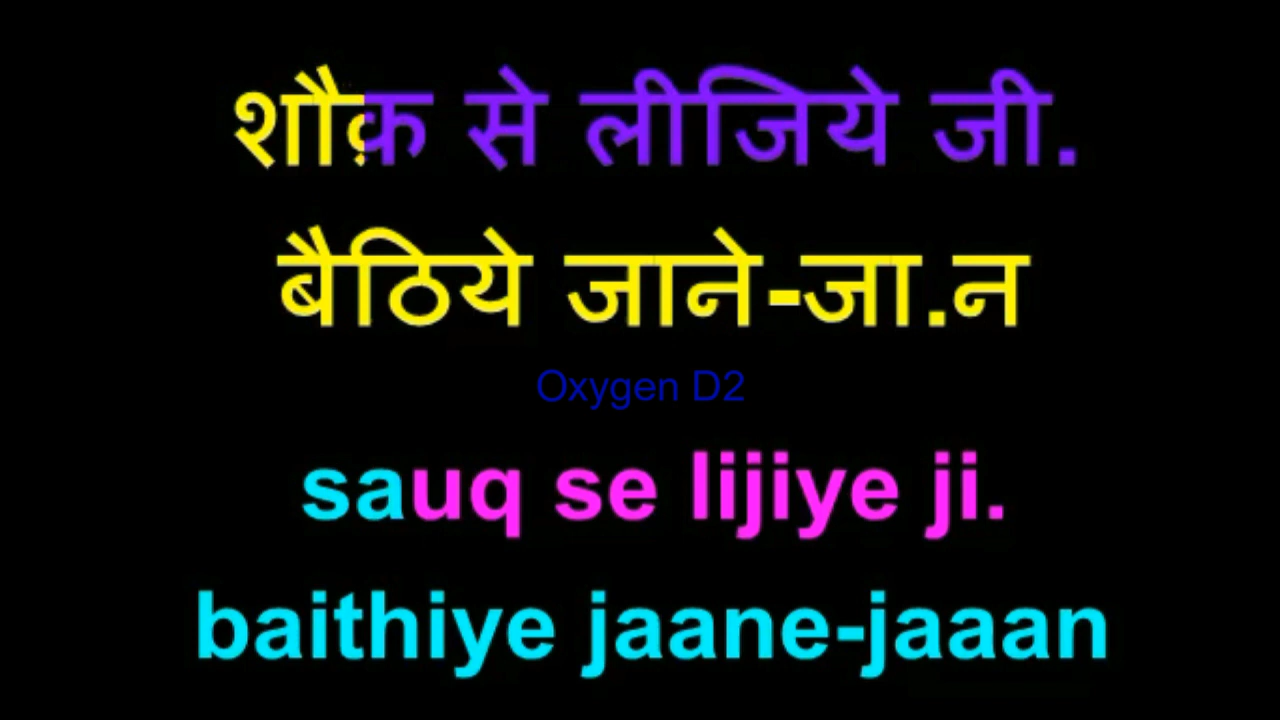 शौक़ से लीजिये जी.
बैठिये जाने-जा.न
Oxygen D2
sauq se lijiye ji.
baithiye jaane-jaaan